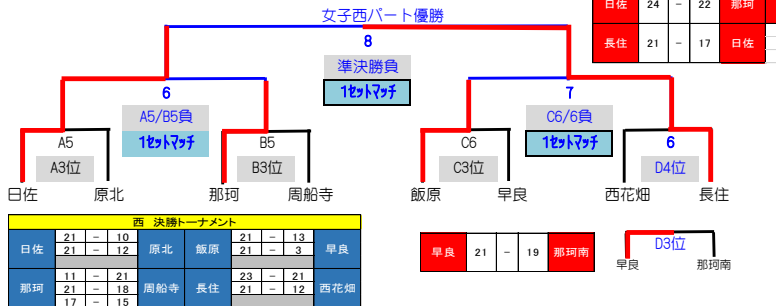 女子西パート優勝
日佐 24 - 22 那珂
長住 21 - 17 日佐
8
準決勝負
1セットマッチ
6
A5/B5負
1セットマッチ
7
C6/6負
1セットマッチ
A5
A3位
B5
B3位
C6
C3位
6
D4位
日佐 原北 那珂 周船寺 飯原 早良 西花畑 長住
西 決勝トーナメント
日佐 21 - 10 原北 飯原 21 - 13 早良
21 - 12 21 - 3
那珂 11 - 21 周船寺 長住 23 - 21 西花畑
21 - 18 21 - 12
17 - 15
早良 21 - 19 那珂南
D3位
早良 那珂南